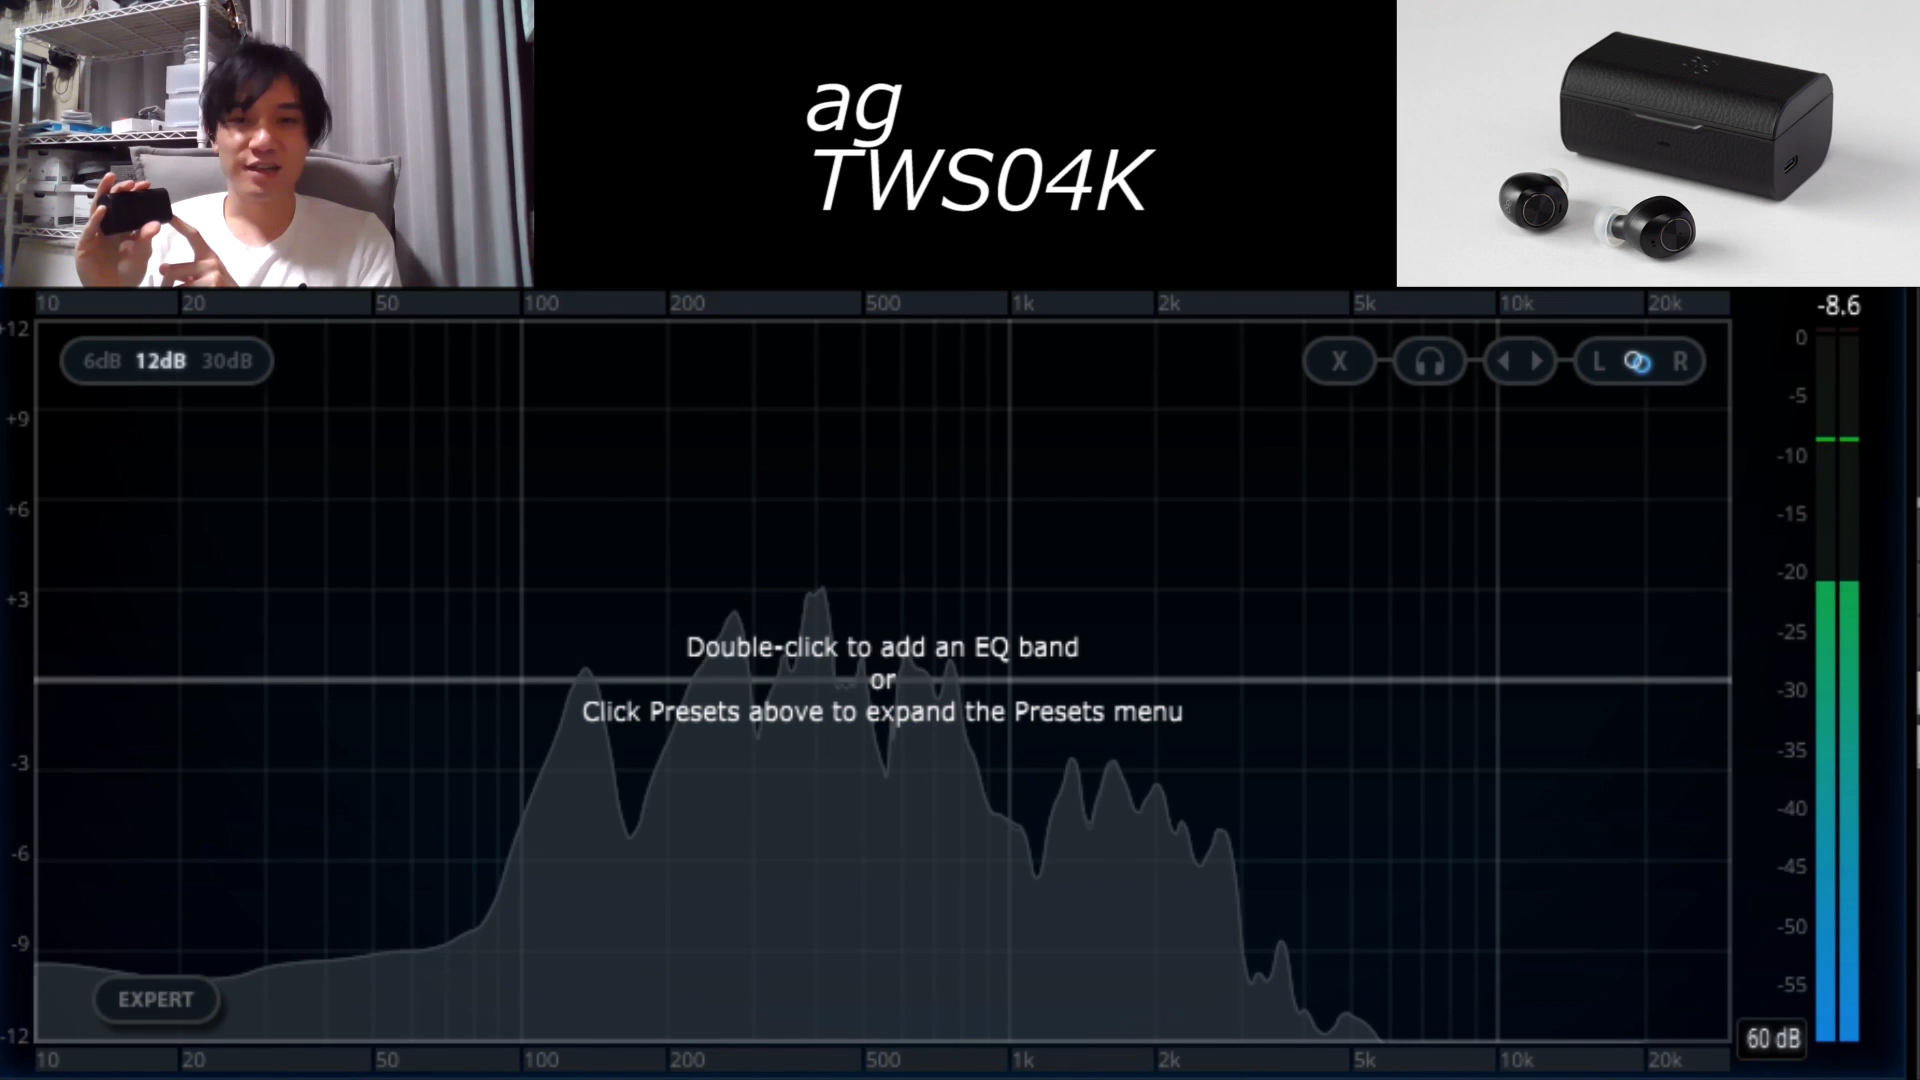 ag
TWS04K
10 20 50 100 200 500 1k 2k 5k 10k 20k
-8.6
+12
+9
+6
+3
-3
-6
-9
-12
6dB 12dB 30dB
X
L R
Double-click to add an EQ band
or
Click Presets above to expand the Presets menu
EXPERT
0
-5
-10
-15
-20
-25
-30
-35
-40
-45
-50
-55
60 dB
10 20 50 100 200 500 1k 2k 5k 10k 20k